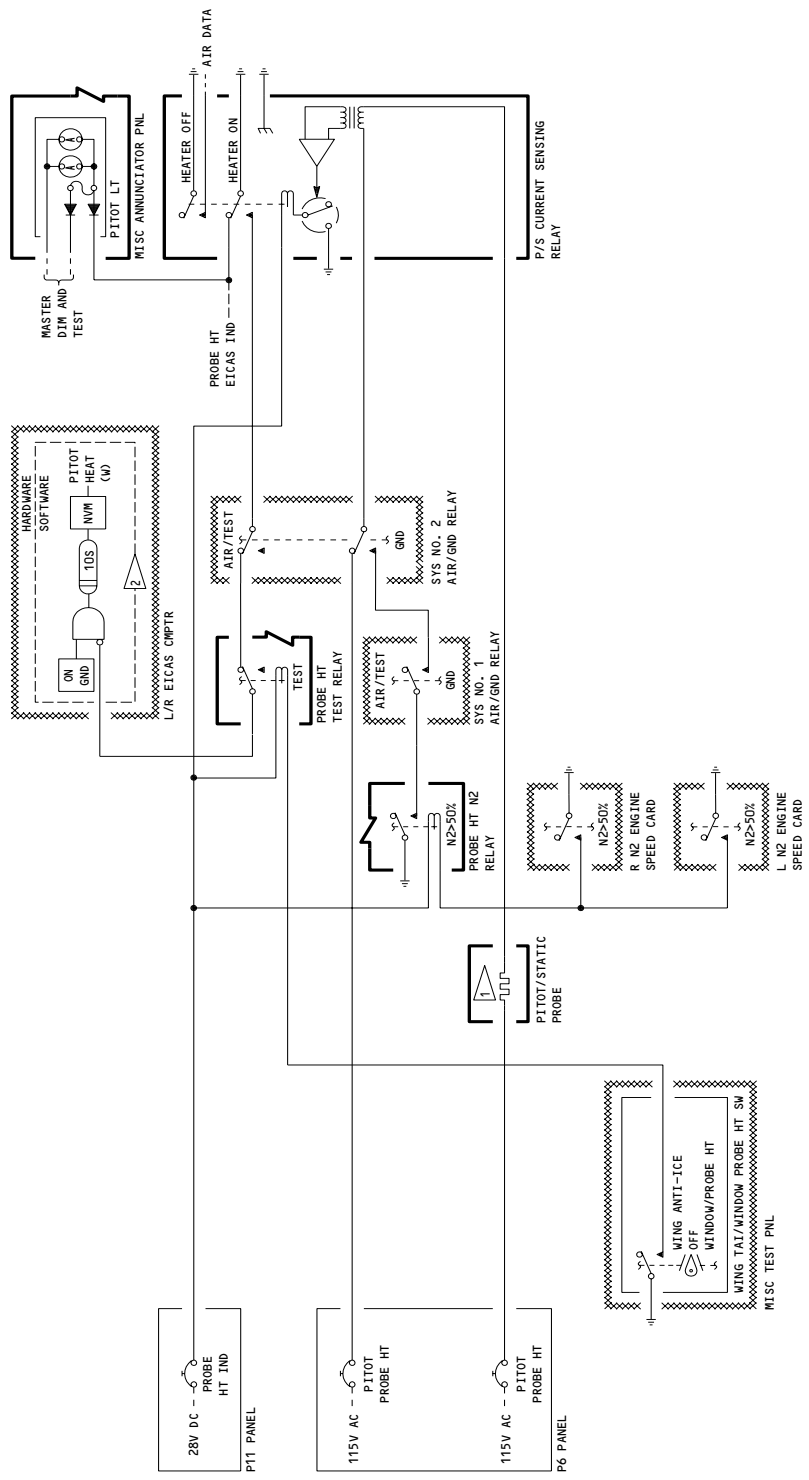 28V DC
PROBE
HT IND
P11 PANEL
115V AC
PITOT
PROBE HT
115V AC
PITOT
PROBE HT
P6 PANEL
WING ANTI-ICE
OFF
WINDOW/PROBE HT
WING TAI/WINDOW PROBE HT SW
MISC TEST PNL
1
PITOT/STATIC
PROBE
N2>50%
PROBE HT N2
RELAY
N2>50%
R N2 ENGINE
SPEED CARD
N2>50%
L N2 ENGINE
SPEED CARD
HARDWARE
SOFTWARE
ON
GND
10S
NVM
PITOT
HEAT
(W)
2
L/R EICAS CMPTR
TEST
PROBE HT
TEST RELAY
AIR/TEST
GND
SYS NO. 1
AIR/GND RELAY
AIR/TEST
GND
SYS NO. 2
AIR/GND RELAY
MASTER
DIM AND
TEST
PROBE HT
EICAS IND
A
A
PITOT LT
MISC ANNUNCIATOR PNL
HEATER OFF
AIR DATA
HEATER ON
P/S CURRENT SENSING
RELAY